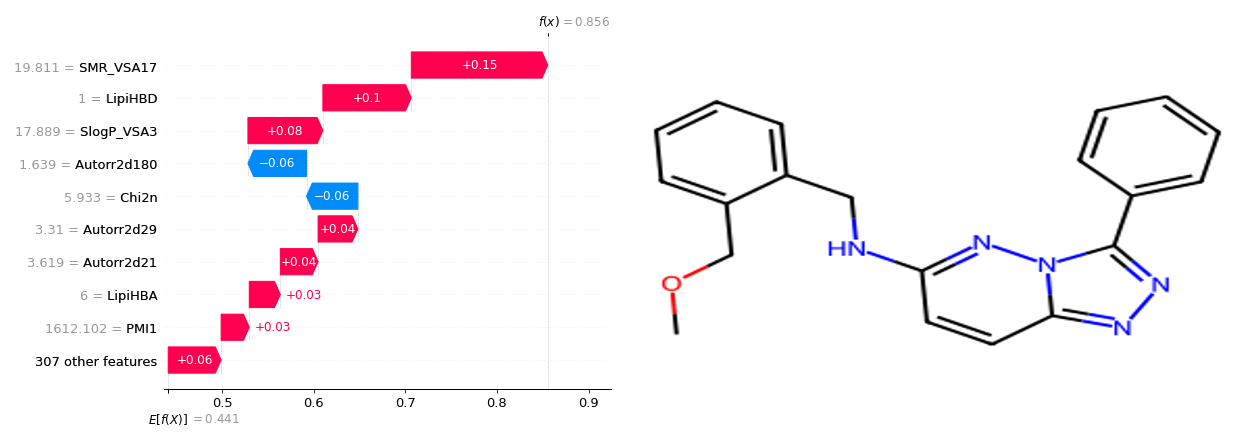 f(x) = 0.856
19.811 = SMR_VSA17 +0.15
1 = LipiHBD +0.1
17.889 = SlogP_VSA3 +0.08
1.639 = Autorr2d180 −0.06
5.933 = Chi2n −0.06
3.31 = Autorr2d29 +0.04
3.619 = Autorr2d21 +0.04
6 = LipiHBA +0.03
1612.102 = PMI1 +0.03
307 other features +0.06
0.5 0.6 0.7 0.8 0.9
E[f(X)] = 0.441
HN
N
N
N
N
O